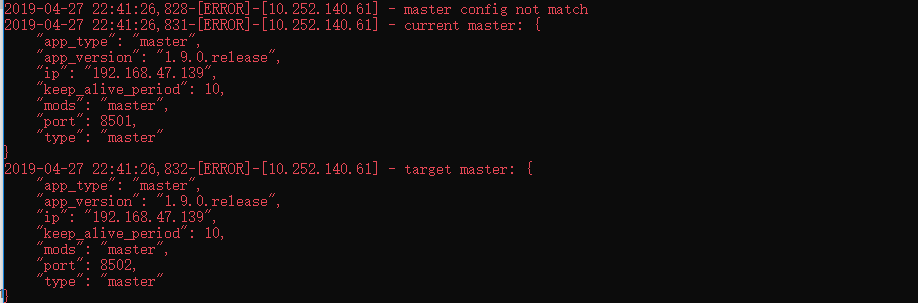 2019-04-27 22:41:26,828-[ERROR]-[10.252.140.61] - master config not match
2019-04-27 22:41:26,831-[ERROR]-[10.252.140.61] - current master: {
    "app_type": "master",
    "app_version": "1.9.0.release",
    "ip": "192.168.47.139",
    "keep_alive_period": 10,
    "mods": "master",
    "port": 8501,
    "type": "master"
}
2019-04-27 22:41:26,832-[ERROR]-[10.252.140.61] - target master: {
    "app_type": "master",
    "app_version": "1.9.0.release",
    "ip": "192.168.47.139",
    "keep_alive_period": 10,
    "mods": "master",
    "port": 8502,
    "type": "master"
}